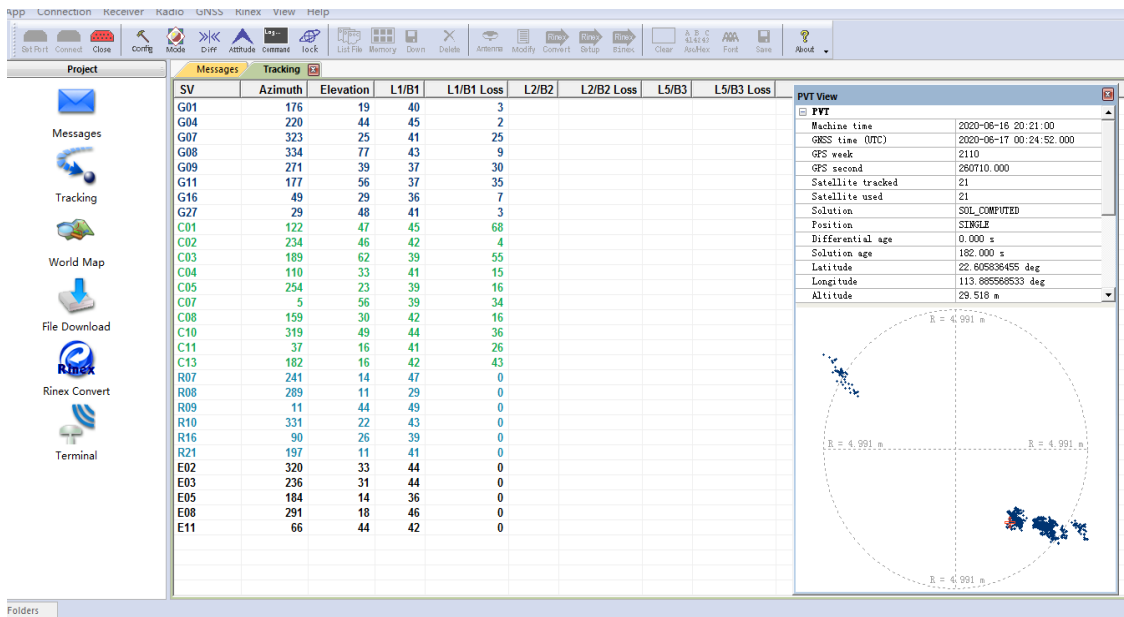 App Connection Receiver Radio GNSS Rinex View Help
Ext Port Connect Close Config Mode Diff Attitude Command lock List File Memory Down Delete Antenna Modify Convert Setup Rinex Clear Asc/Hex Font Save About
Project
Messages
Tracking
World Map
File Download
Rinex
Rinex Convert
Terminal
Folders
Messages Tracking
SV Azimuth Elevation L1/B1 L1/B1 Loss L2/B2 L2/B2 Loss L5/B3 L5/B3 Loss
G01 176 19 40 3
G04 220 44 45 2
G07 323 25 41 25
G08 334 77 43 9
G09 271 39 37 30
G11 177 56 37 35
G16 49 29 36 7
G27 29 48 41 3
C01 122 47 45 68
C02 234 46 42 4
C03 189 62 39 55
C04 110 33 41 15
C05 254 23 39 16
C07 5 56 39 34
C08 159 30 42 16
C10 319 49 44 36
C11 37 16 41 26
C13 182 16 42 43
R07 241 14 47 0
R08 289 11 29 0
R09 11 44 49 0
R10 331 22 43 0
R16 90 26 39 0
R21 197 11 41 0
E02 320 33 44 0
E03 236 31 44 0
E05 184 14 36 0
E08 291 18 46 0
E11 66 44 42 0
PVT View
PVT
Machine time 2020-06-16 20:21:00
GNSS time (UTC) 2020-06-17 00:24:52.000
GPS week 2110
GPS second 260710.000
Satellite tracked 21
Satellite used 21
Solution SOL_COMPUTED
Position SINGLE
Differential age 0.000 s
Solution age 182.000 s
Latitude 22.605836455 deg
Longitude 113.885568533 deg
Altitude 29.518 m
R = 4.991 m
R = 4.991 m R = 4.991 m
R = 4.991 m